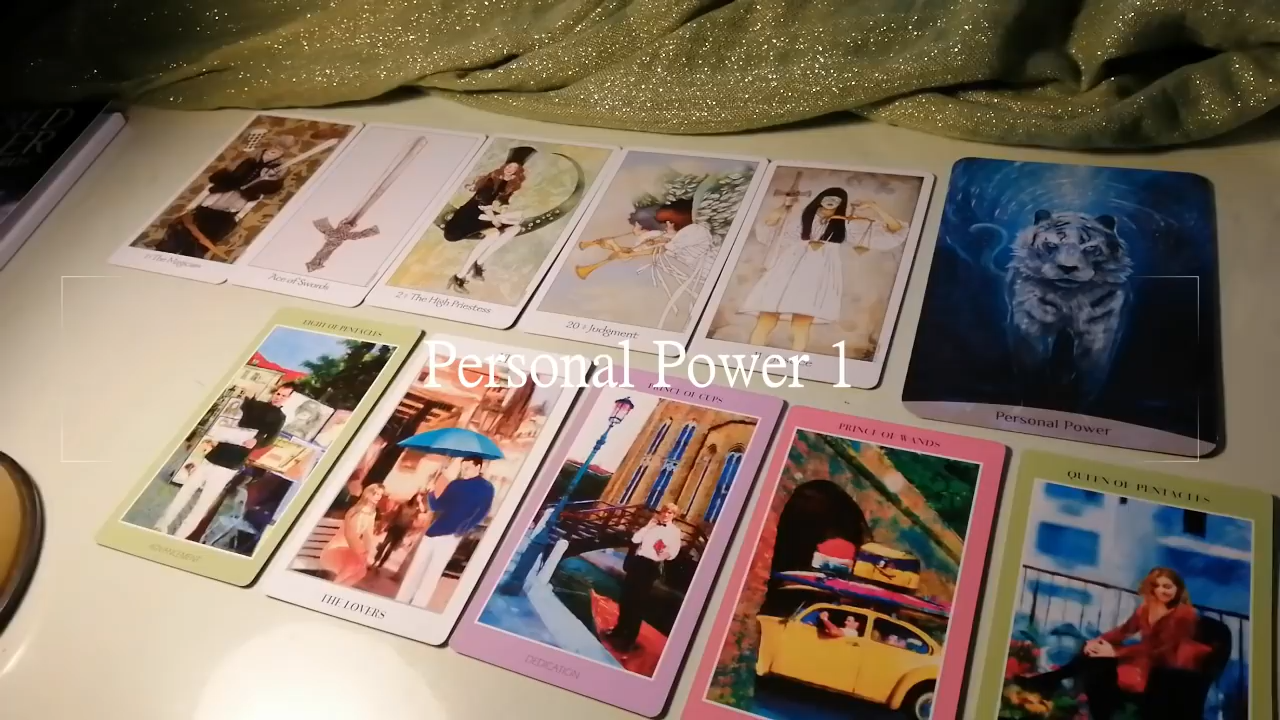 1 The Magician
Ace of Swords
2 The High Priestess
20 Judgment
Personal Power
Personal Power 1
EIGHT OF PENTACLES
ADVANCEMENT
THE LOVERS
PRINCE OF CUPS
DEDICATION
PRINCE OF WANDS
QUEEN OF PENTACLES